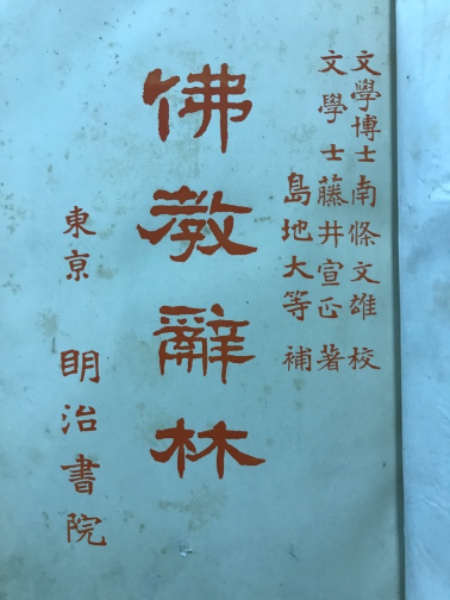 文學博士南條文雄校
文學士藤井宣正著
島地大等補
佛教辭林
東亰 明治書院